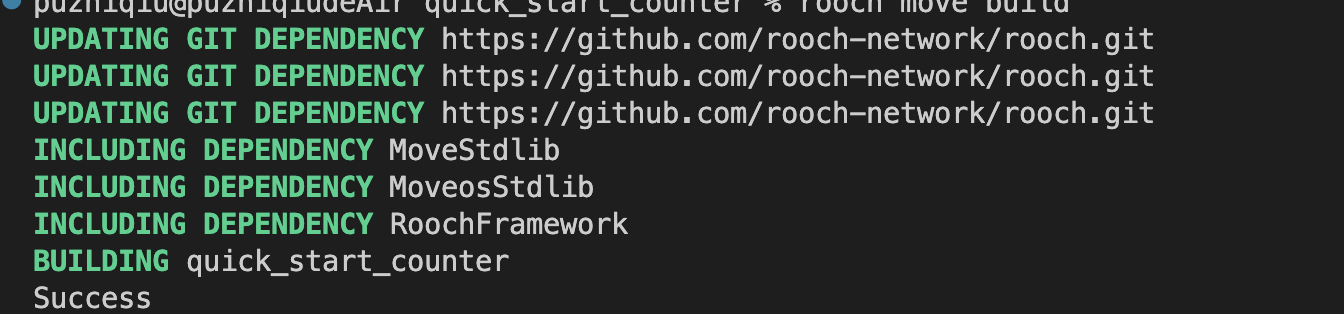 puzhiqiu@puzhiqiudeAir quick_start_counter % rooch move build
UPDATING GIT DEPENDENCY https://github.com/rooch-network/rooch.git
UPDATING GIT DEPENDENCY https://github.com/rooch-network/rooch.git
UPDATING GIT DEPENDENCY https://github.com/rooch-network/rooch.git
INCLUDING DEPENDENCY MoveStdlib
INCLUDING DEPENDENCY MoveosStdlib
INCLUDING DEPENDENCY RoochFramework
BUILDING quick_start_counter
Success